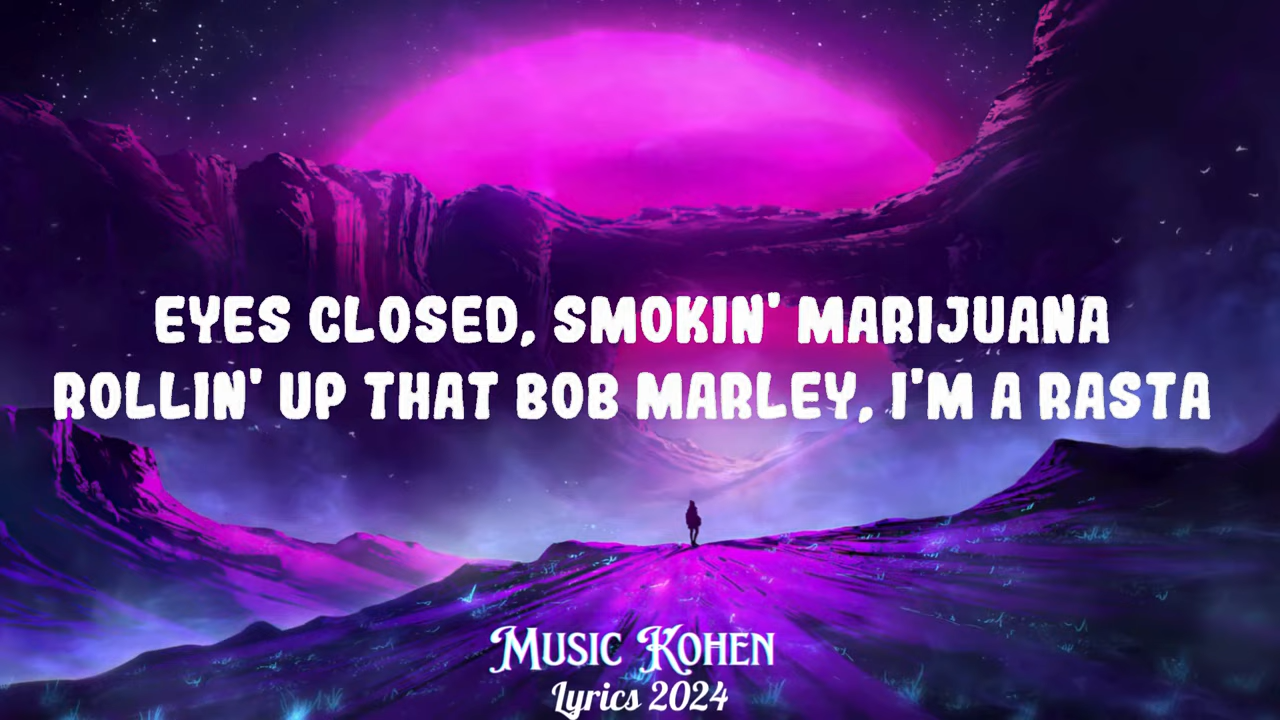 EYES CLOSED, SMOKIN' MARIJUANA
ROLLIN' UP THAT BOB MARLEY, I'M A RASTA
MUSIC KOHEN
Lyrics 2024